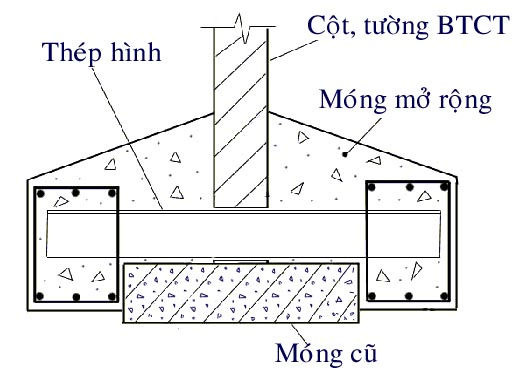 Cột, tường BTCT
Thép hình
Móng mở rộng
Móng cũ